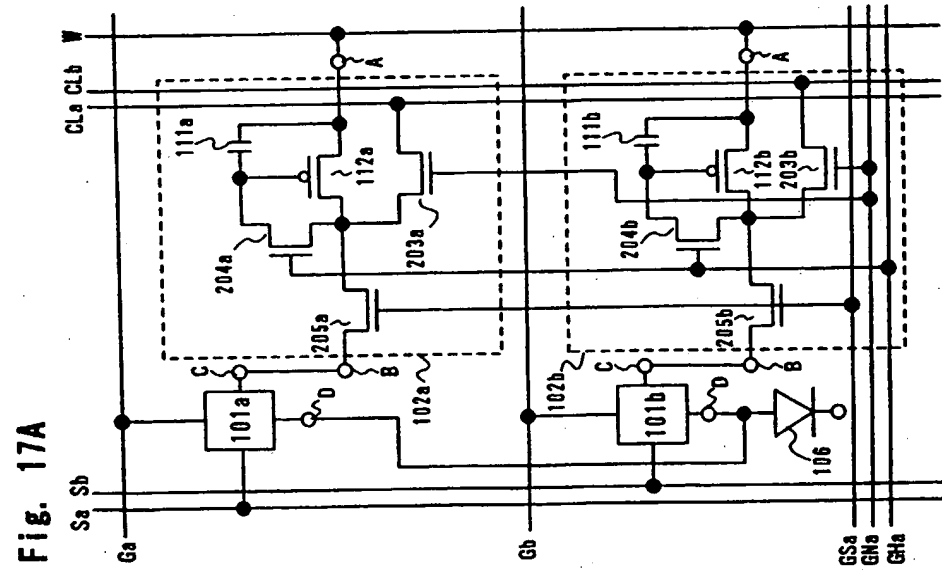 Fig. 17A
Sa
Sb
CLa
CLb
W
Ga
111a
112a
204a
203a
205a
A
C
101a
B
D
102a
Gb
111b
112b
204b
203b
205b
A
102b
C
101b
B
D
106
GSa
GNa
GHa